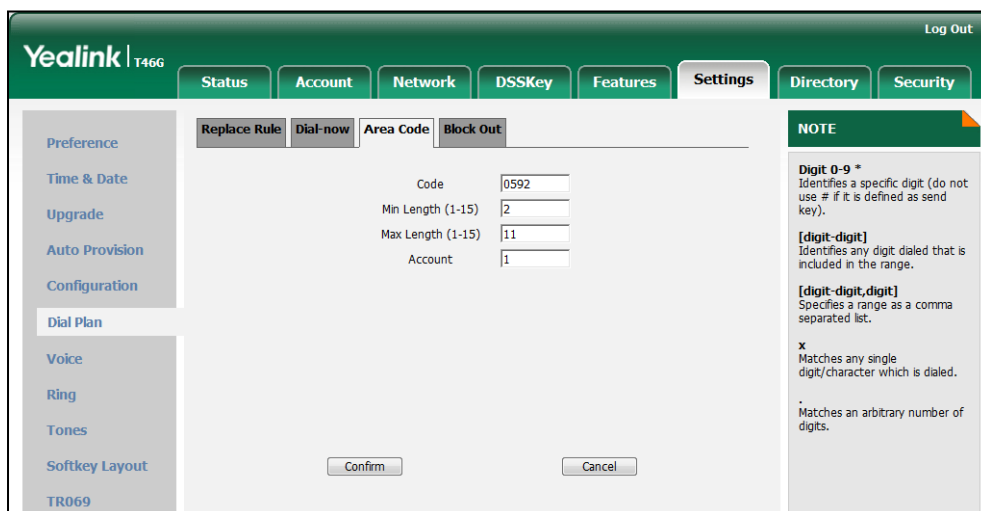 Log Out
Yealink T46G
Status Account Network DSSKey Features Settings Directory Security
Preference
Time & Date
Upgrade
Auto Provision
Configuration
Dial Plan
Voice
Ring
Tones
Softkey Layout
TR069
Replace Rule Dial-now Area Code Block Out
Code 0592
Min Length (1-15) 2
Max Length (1-15) 11
Account 1
Confirm Cancel
NOTE
Digit 0-9 *
Identifies a specific digit (do not
use # if it is defined as send
key).
[digit-digit]
Identifies any digit dialed that is
included in the range.
[digit-digit,digit]
Specifies a range as a comma
separated list.
x
Matches any single
digit/character which is dialed.
.
Matches an arbitrary number of
digits.